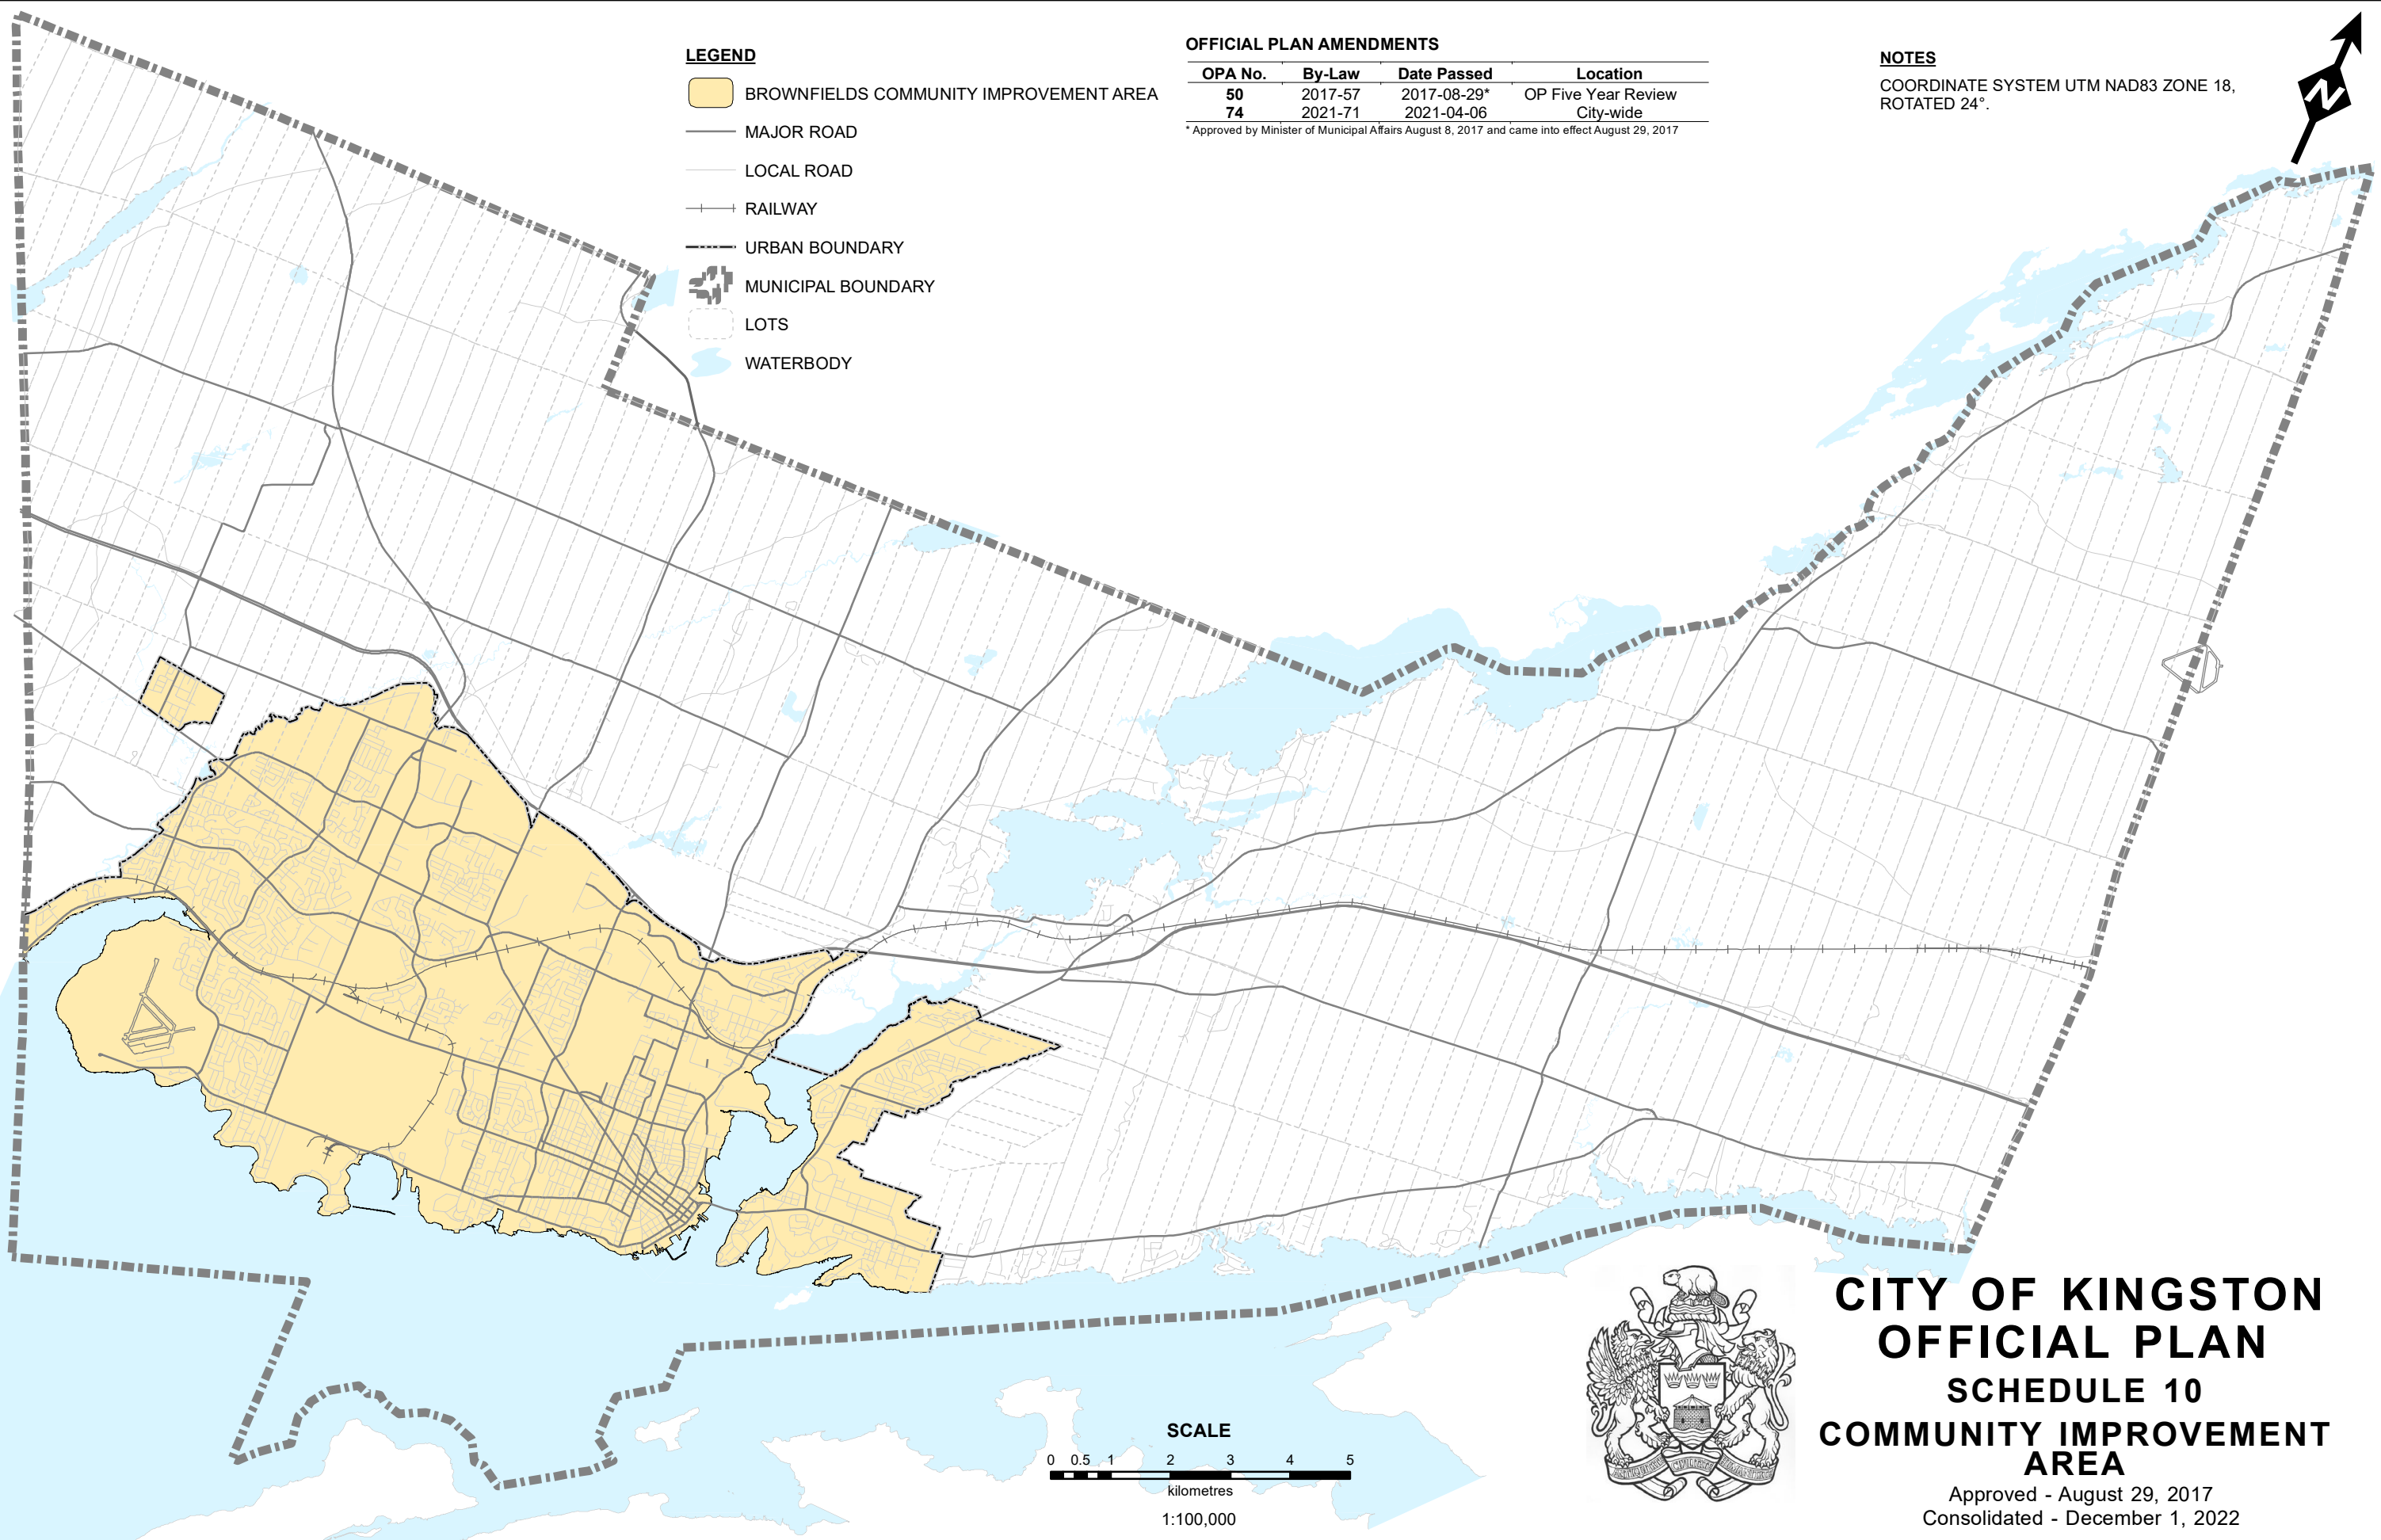 LEGEND
BROWNFIELDS COMMUNITY IMPROVEMENT AREA
MAJOR ROAD
LOCAL ROAD
RAILWAY
URBAN BOUNDARY
MUNICIPAL BOUNDARY
LOTS
WATERBODY
OFFICIAL PLAN AMENDMENTS
OPA No. By-Law Date Passed Location
50 2017-57 2017-08-29* OP Five Year Review
74 2021-71 2021-04-06 City-wide
* Approved by Minister of Municipal Affairs August 8, 2017 and came into effect August 29, 2017
NOTES
COORDINATE SYSTEM UTM NAD83 ZONE 18,
ROTATED 24°.
N
SCALE
0 0.5 1 2 3 4 5
kilometres
1:100,000
CITY OF KINGSTON
OFFICIAL PLAN
SCHEDULE 10
COMMUNITY IMPROVEMENT
AREA
Approved - August 29, 2017
Consolidated - December 1, 2022